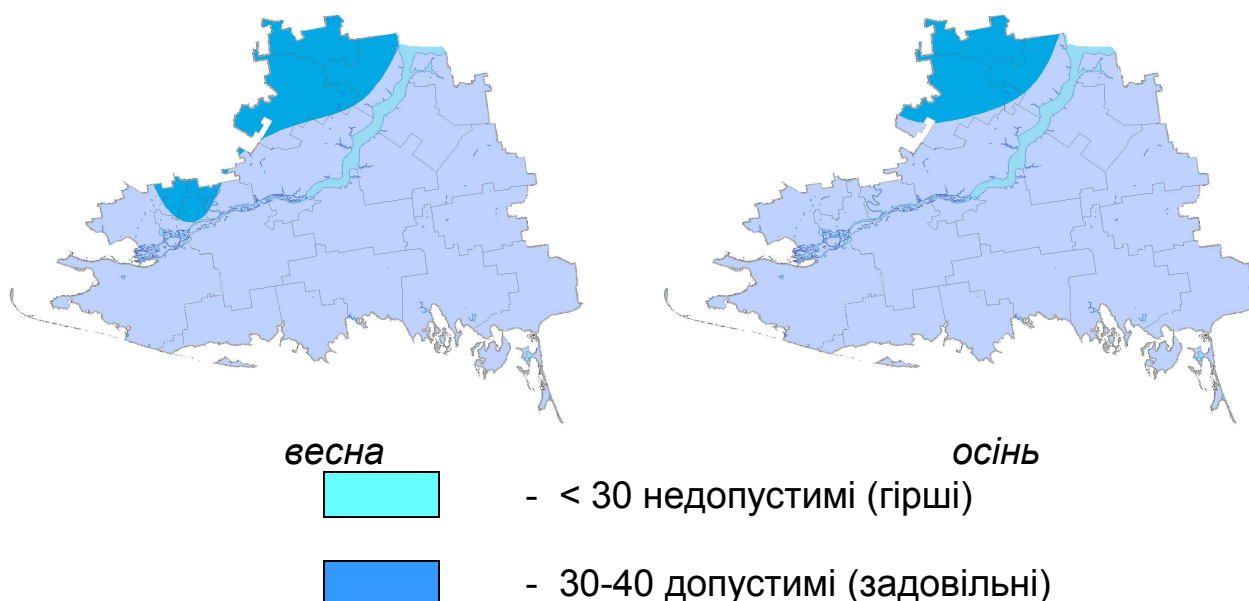 весна осінь
- < 30 недопустимі (гірші)
- 30-40 допустимі (задовільні)